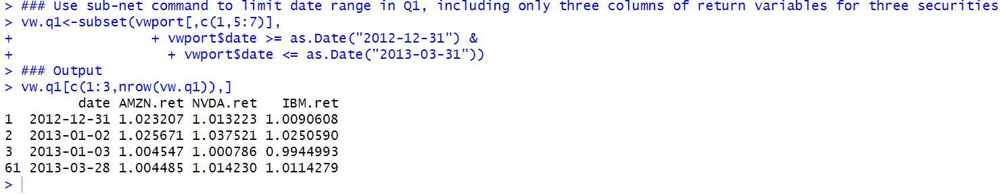 > ### Use sub-net command to limit date range in Q1, including only three columns of return variables for three securities
> vw.q1<-subset(vwport[,c(1,5:7)],
+                 + vwport$date >= as.Date("2012-12-31") &
+                   + vwport$date <= as.Date("2013-03-31"))
> ### Output
> vw.q1[c(1:3,nrow(vw.q1)),]
         date AMZN.ret NVDA.ret   IBM.ret
1  2012-12-31 1.023207 1.013223 1.0090608
2  2013-01-02 1.025671 1.037521 1.0250590
3  2013-01-03 1.004547 1.000786 0.9944993
61 2013-03-28 1.004485 1.014230 1.0114279
>